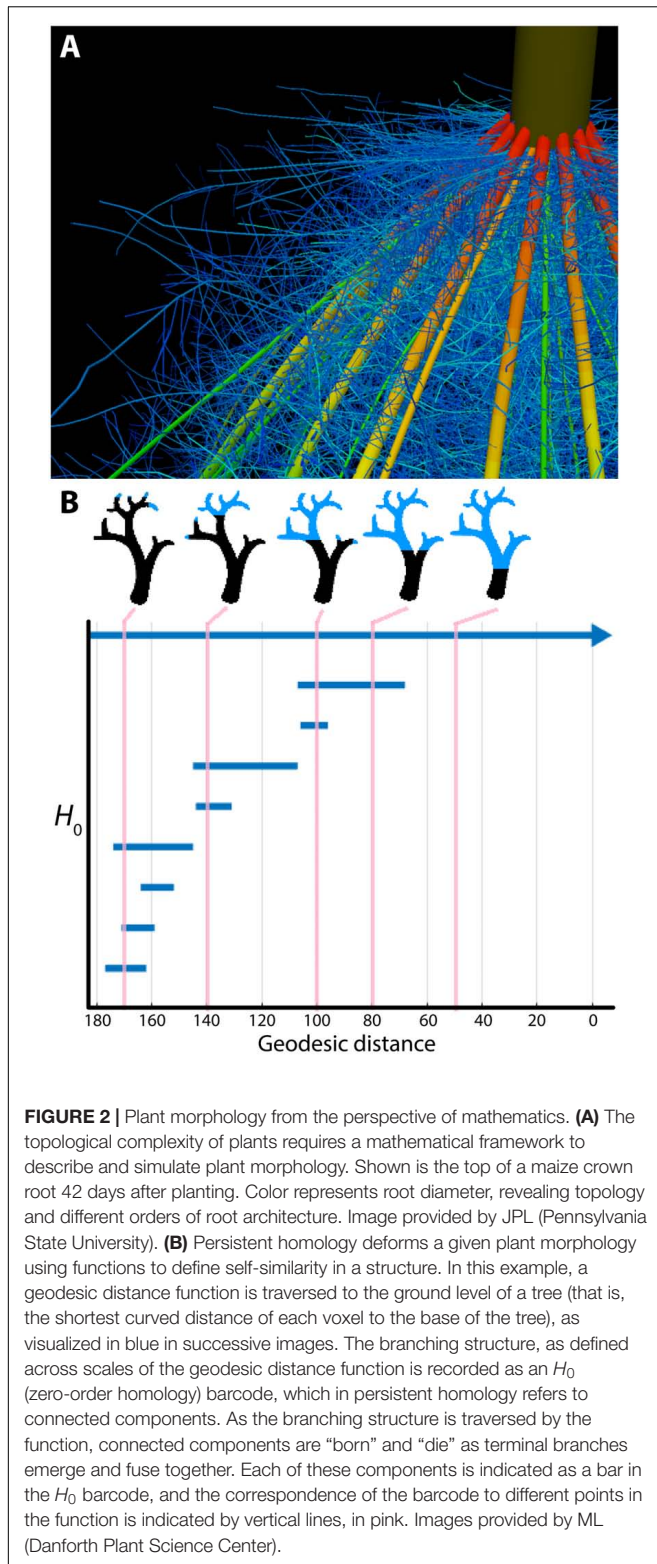 A
B
H0
180 160 140 120 100 80 60 40 20 0
Geodesic distance
FIGURE 2 | Plant morphology from the perspective of mathematics. (A) The
topological complexity of plants requires a mathematical framework to
describe and simulate plant morphology. Shown is the top of a maize crown
root 42 days after planting. Color represents root diameter, revealing topology
and different orders of root architecture. Image provided by JPL (Pennsylvania
State University). (B) Persistent homology deforms a given plant morphology
using functions to define self-similarity in a structure. In this example, a
geodesic distance function is traversed to the ground level of a tree (that is,
the shortest curved distance of each voxel to the base of the tree), as
visualized in blue in successive images. The branching structure, as defined
across scales of the geodesic distance function is recorded as an H0
(zero-order homology) barcode, which in persistent homology refers to
connected components. As the branching structure is traversed by the
function, connected components are “born” and “die” as terminal branches
emerge and fuse together. Each of these components is indicated as a bar in
the H0 barcode, and the correspondence of the barcode to different points in
the function is indicated by vertical lines, in pink. Images provided by ML
(Danforth Plant Science Center).